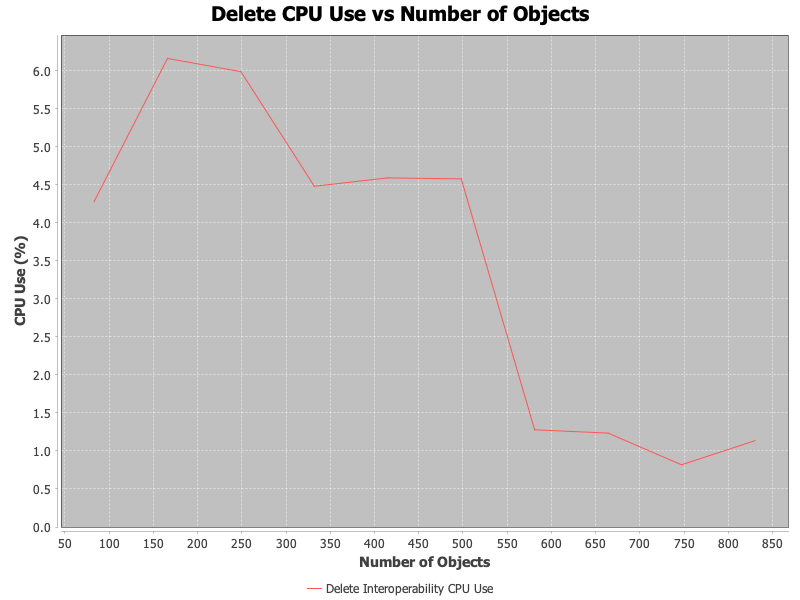 Delete CPU Use vs Number of Objects
CPU Use (%)
6.0
5.5
5.0
4.5
4.0
3.5
3.0
2.5
2.0
1.5
1.0
0.5
0.0
50 100 150 200 250 300 350 400 450 500 550 600 650 700 750 800 850
Number of Objects
Delete Interoperability CPU Use